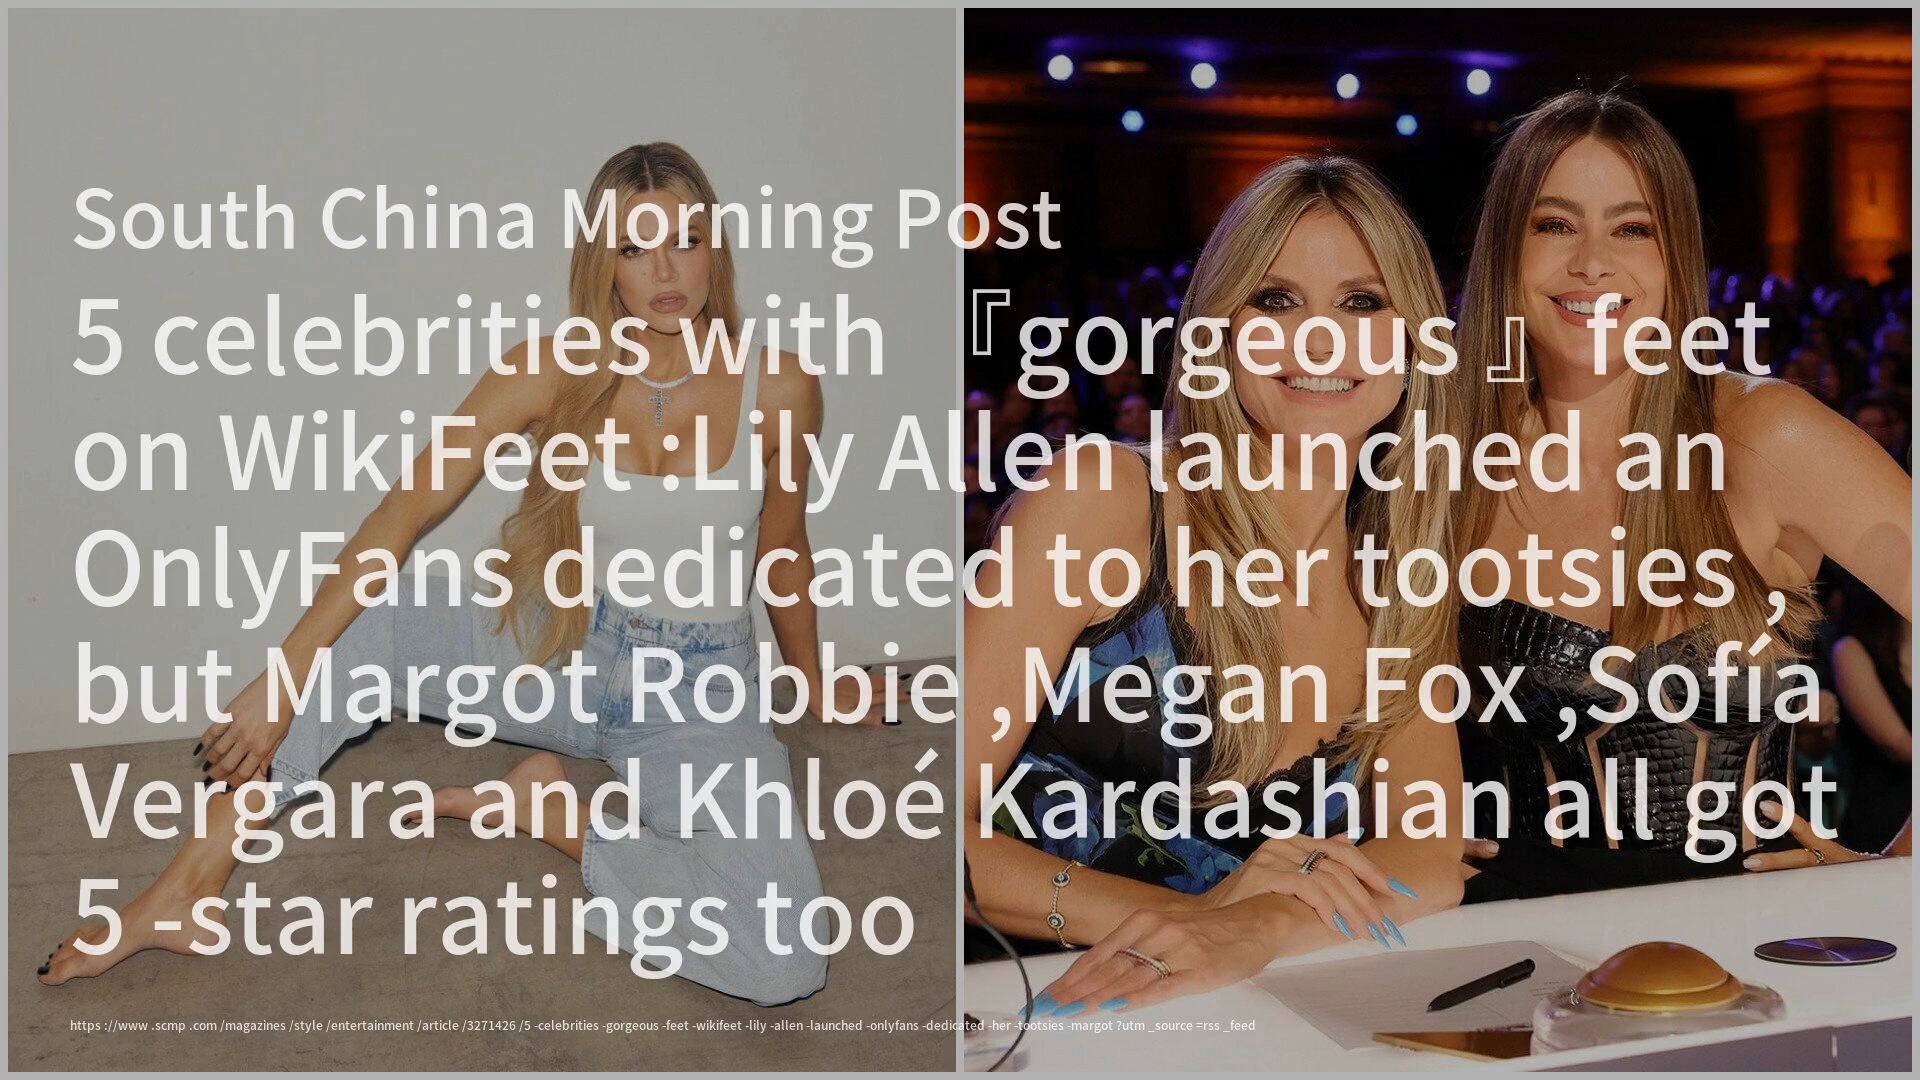 South China Morning Post
5 celebrities with 『gorgeous 』 feet
on WikiFeet :Lily Allen launched an
OnlyFans dedicated to her tootsies ,
but Margot Robbie ,Megan Fox ,Sofía
Vergara and Khloé Kardashian all got
5 -star ratings too
https ://www .scmp .com /magazines /style /entertainment /article /3271426 /5 -celebrities -gorgeous -feet -wikifeet -lily -allen -launched -onlyfans -dedicated -her -tootsies -margot ?utm _source =rss _feed